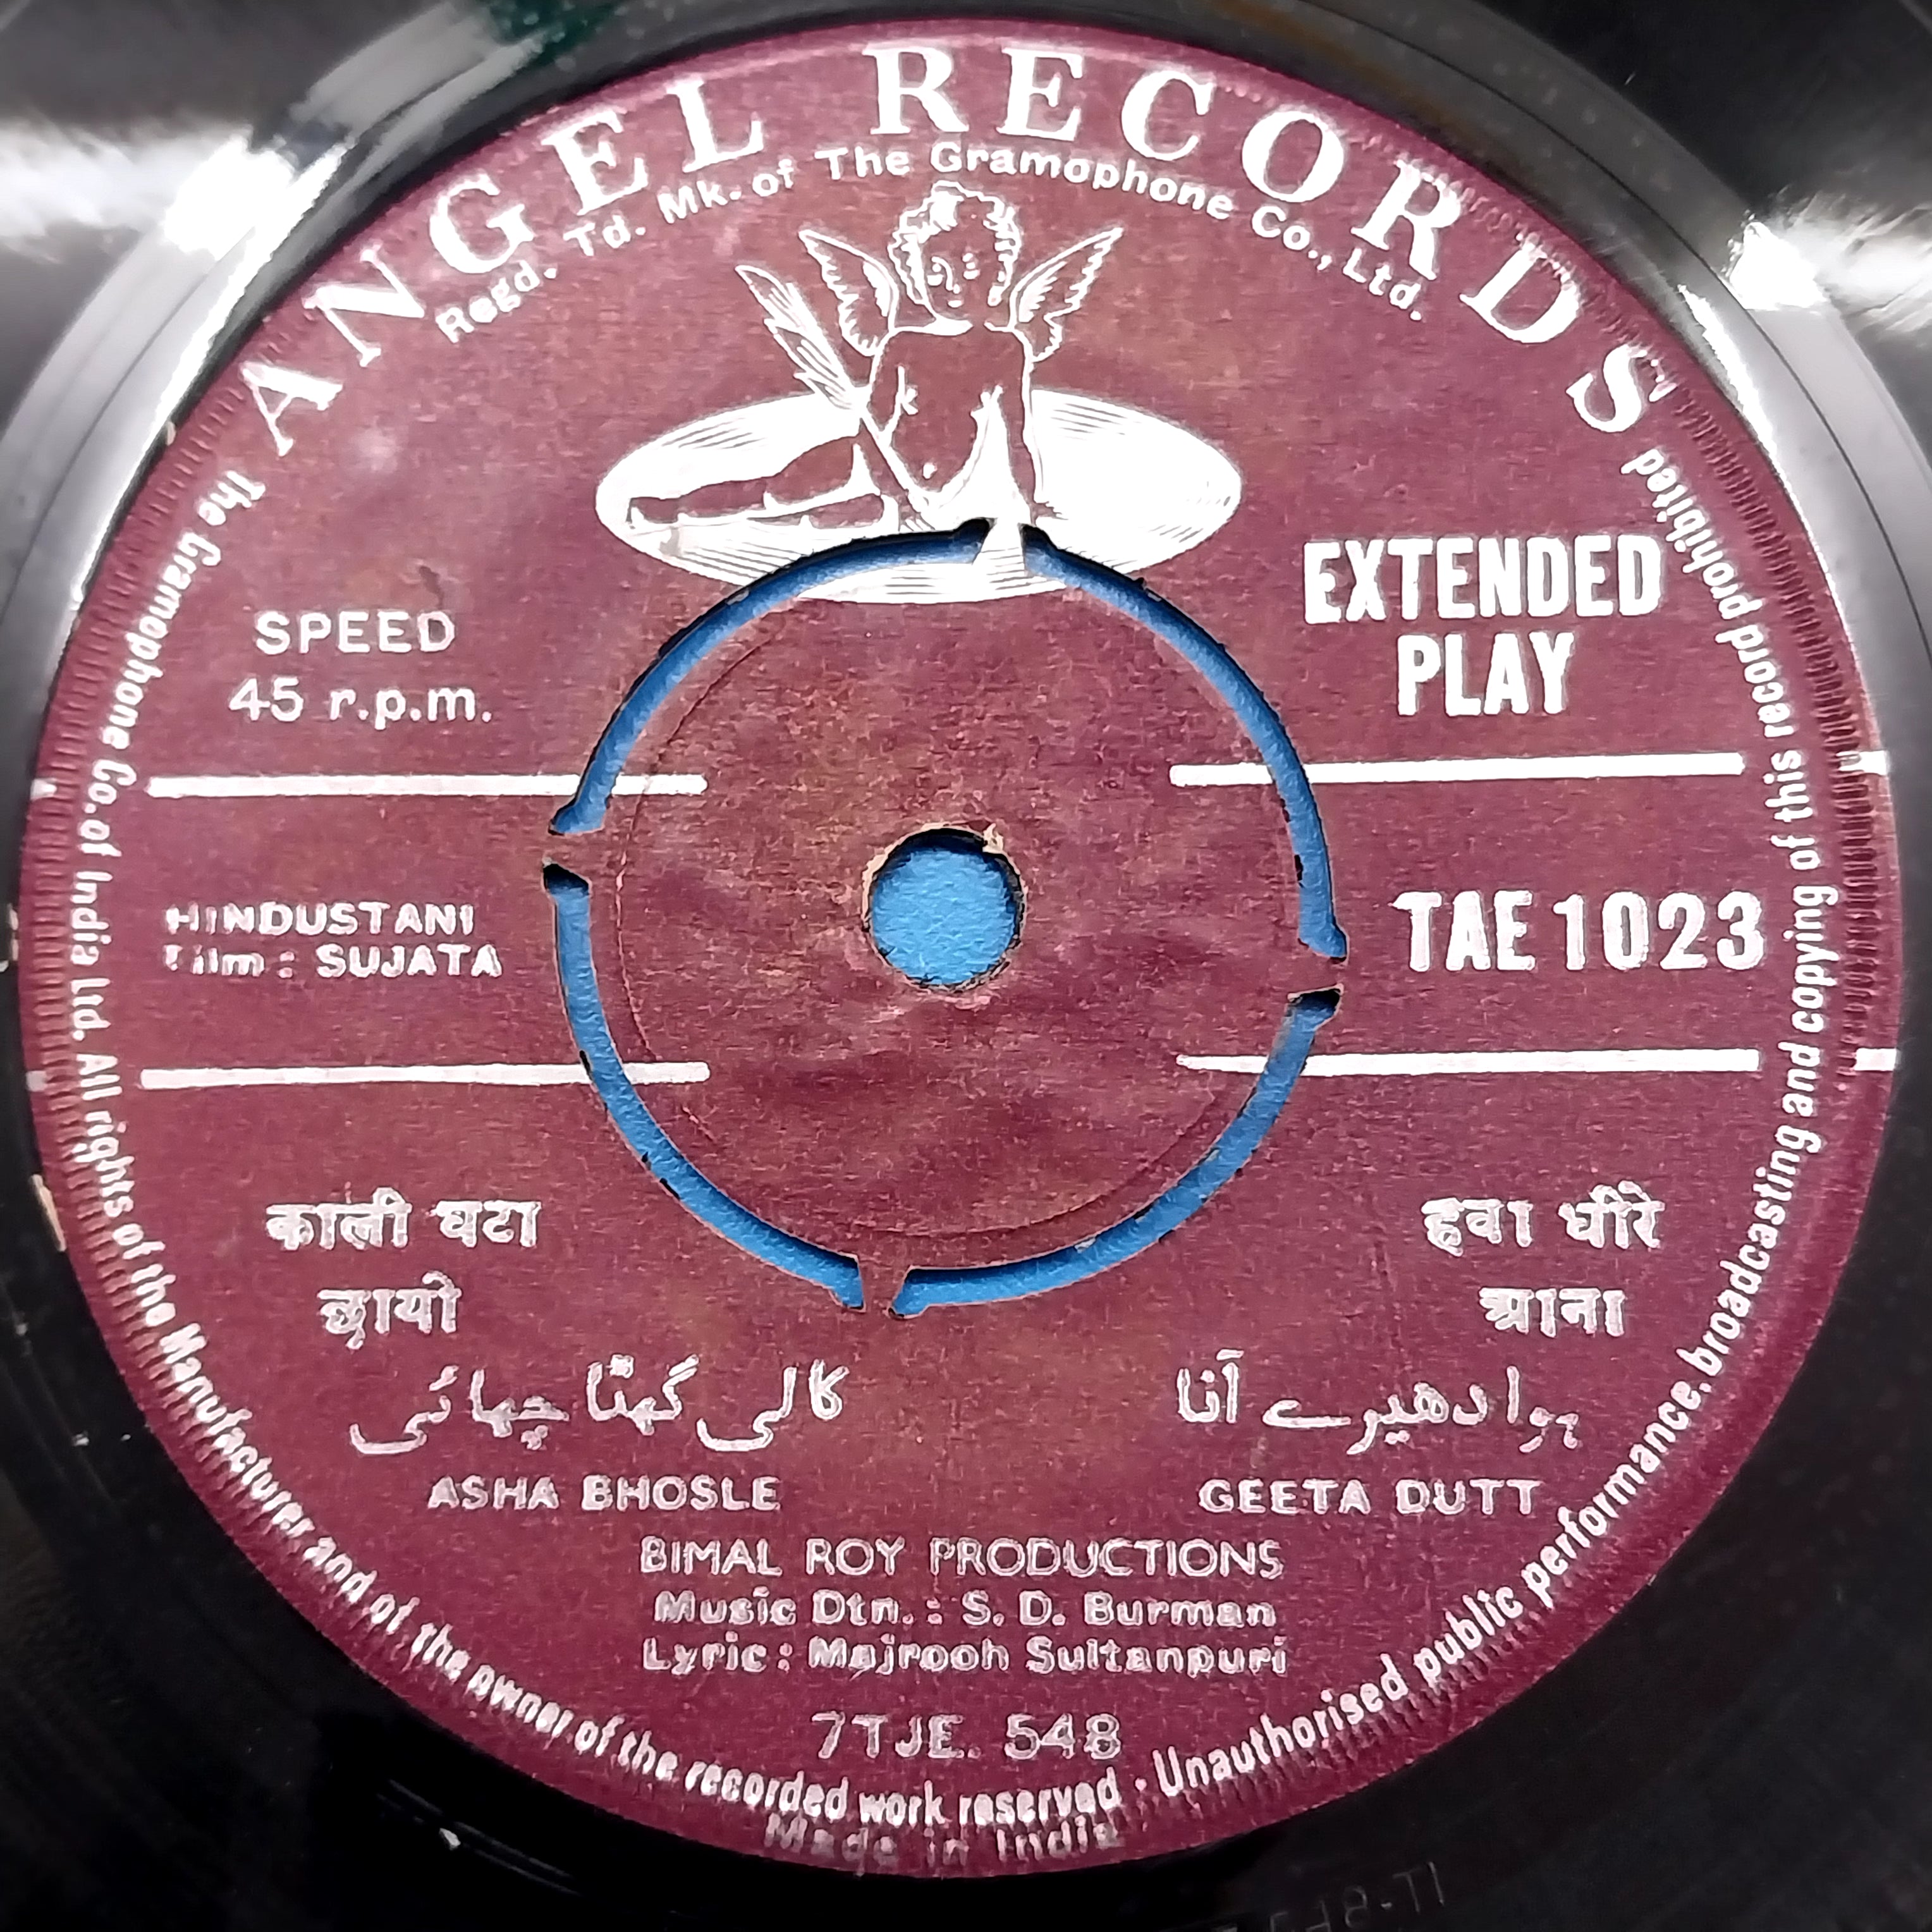 ANGEL RECORDS
Regd. Td. Mk. of The Gramophone Co., Ltd.
SPEED
45 r.p.m.
EXTENDED
PLAY
HINDUSTANI
Film : SUJATA
TAE 1023
काली घटा
छायो
کالی گھٹا چھائی
ASHA BHOSLE
हवा धीरे
आना
ہوا دھیرے آنا
GEETA DUTT
BIMAL ROY PRODUCTIONS
Music Dtn. : S. D. Burman
Lyric : Majrooh Sultanpuri
7TJE. 548
The Gramophone Co. of India Ltd. All rights of the Manufacturer and of the owner of the recorded work reserved · Unauthorised public performance, broadcasting and copying of this record prohibited
Made in India